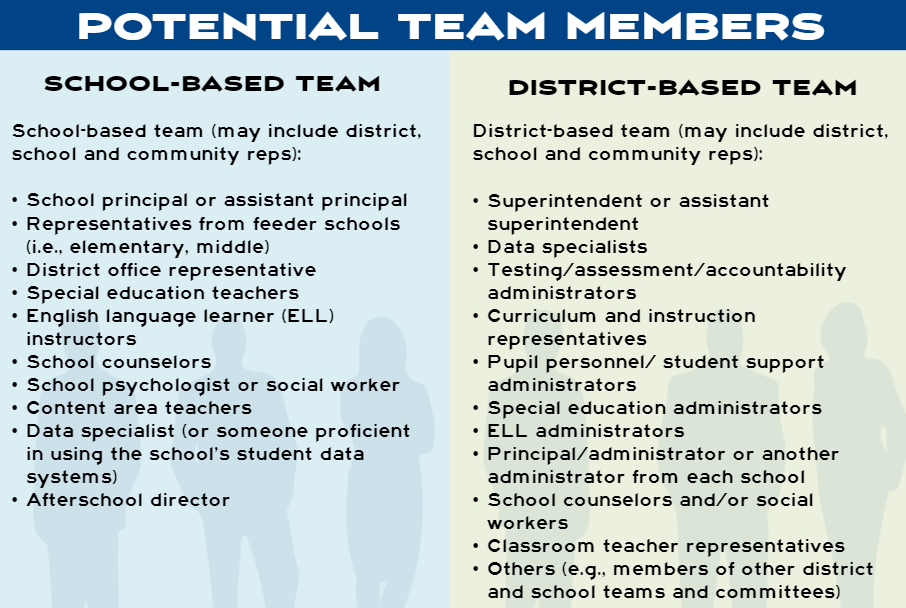 POTENTIAL TEAM MEMBERS
SCHOOL-BASED TEAM
School-based team (may include district,
school and community reps):
• School principal or assistant principal
• Representatives from feeder schools
(i.e., elementary, middle)
• District office representative
• Special education teachers
• English language learner (ELL)
instructors
• School counselors
• School psychologist or social worker
• Content area teachers
• Data specialist (or someone proficient
in using the school's student data
systems)
• Afterschool director
DISTRICT-BASED TEAM
District-based team (may include district,
school and community reps):
• Superintendent or assistant
superintendent
• Data specialists
• Testing/assessment/accountability
administrators
• Curriculum and instruction
representatives
• Pupil personnel/ student support
administrators
• Special education administrators
• ELL administrators
• Principal/administrator or another
administrator from each school
• School counselors and/or social
workers
• Classroom teacher representatives
• Others (e.g., members of other district
and school teams and committees)